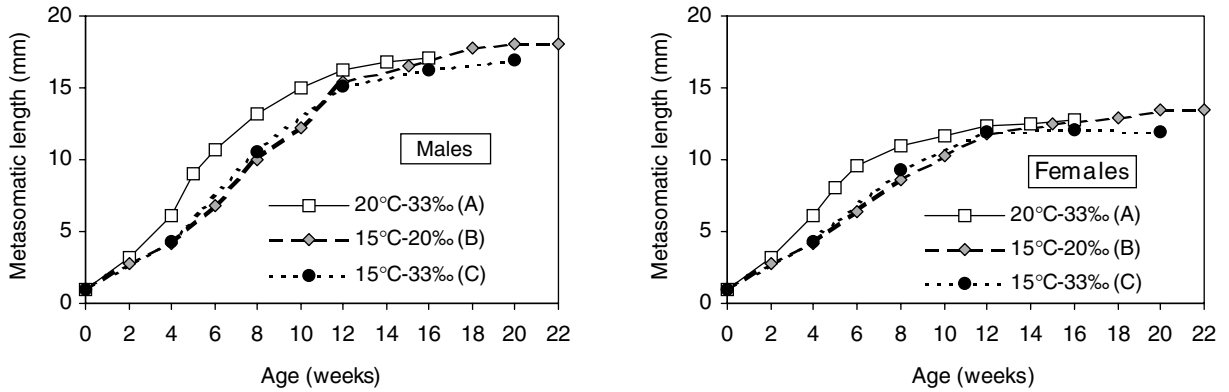 Metasomatic length (mm)
20
15
10
5
0
Males
20°C-33‰ (A)
15°C-20‰ (B)
15°C-33‰ (C)
0 2 4 6 8 10 12 14 16 18 20 22
Age (weeks)
Metasomatic length (mm)
20
15
10
5
0
Females
20°C-33‰ (A)
15°C-20‰ (B)
15°C-33‰ (C)
0 2 4 6 8 10 12 14 16 18 20 22
Age (weeks)